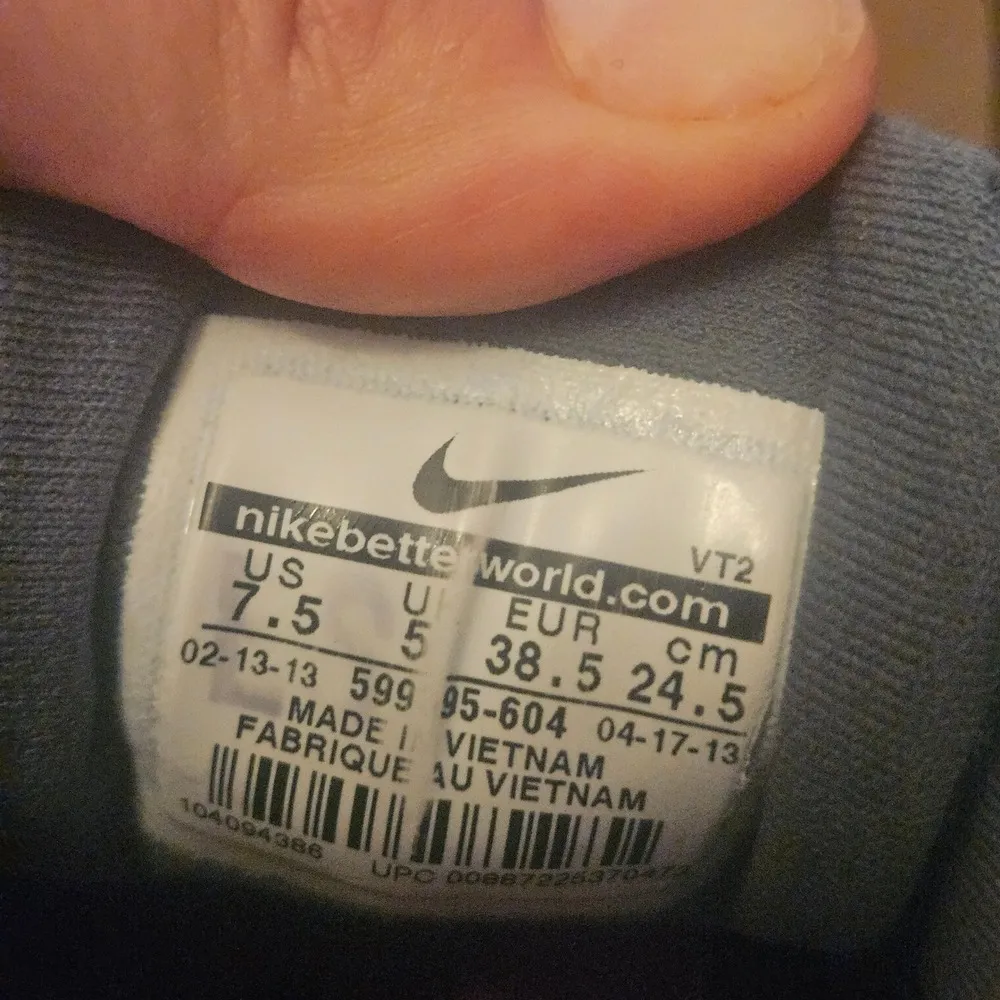 VT2
nikebette world.com
US U EUR cm
7.5 5 38.5 24.5
02-13-13 599 95-604 04-17-13
MADE I VIETNAM
FABRIQUE AU VIETNAM
104094386
UPC